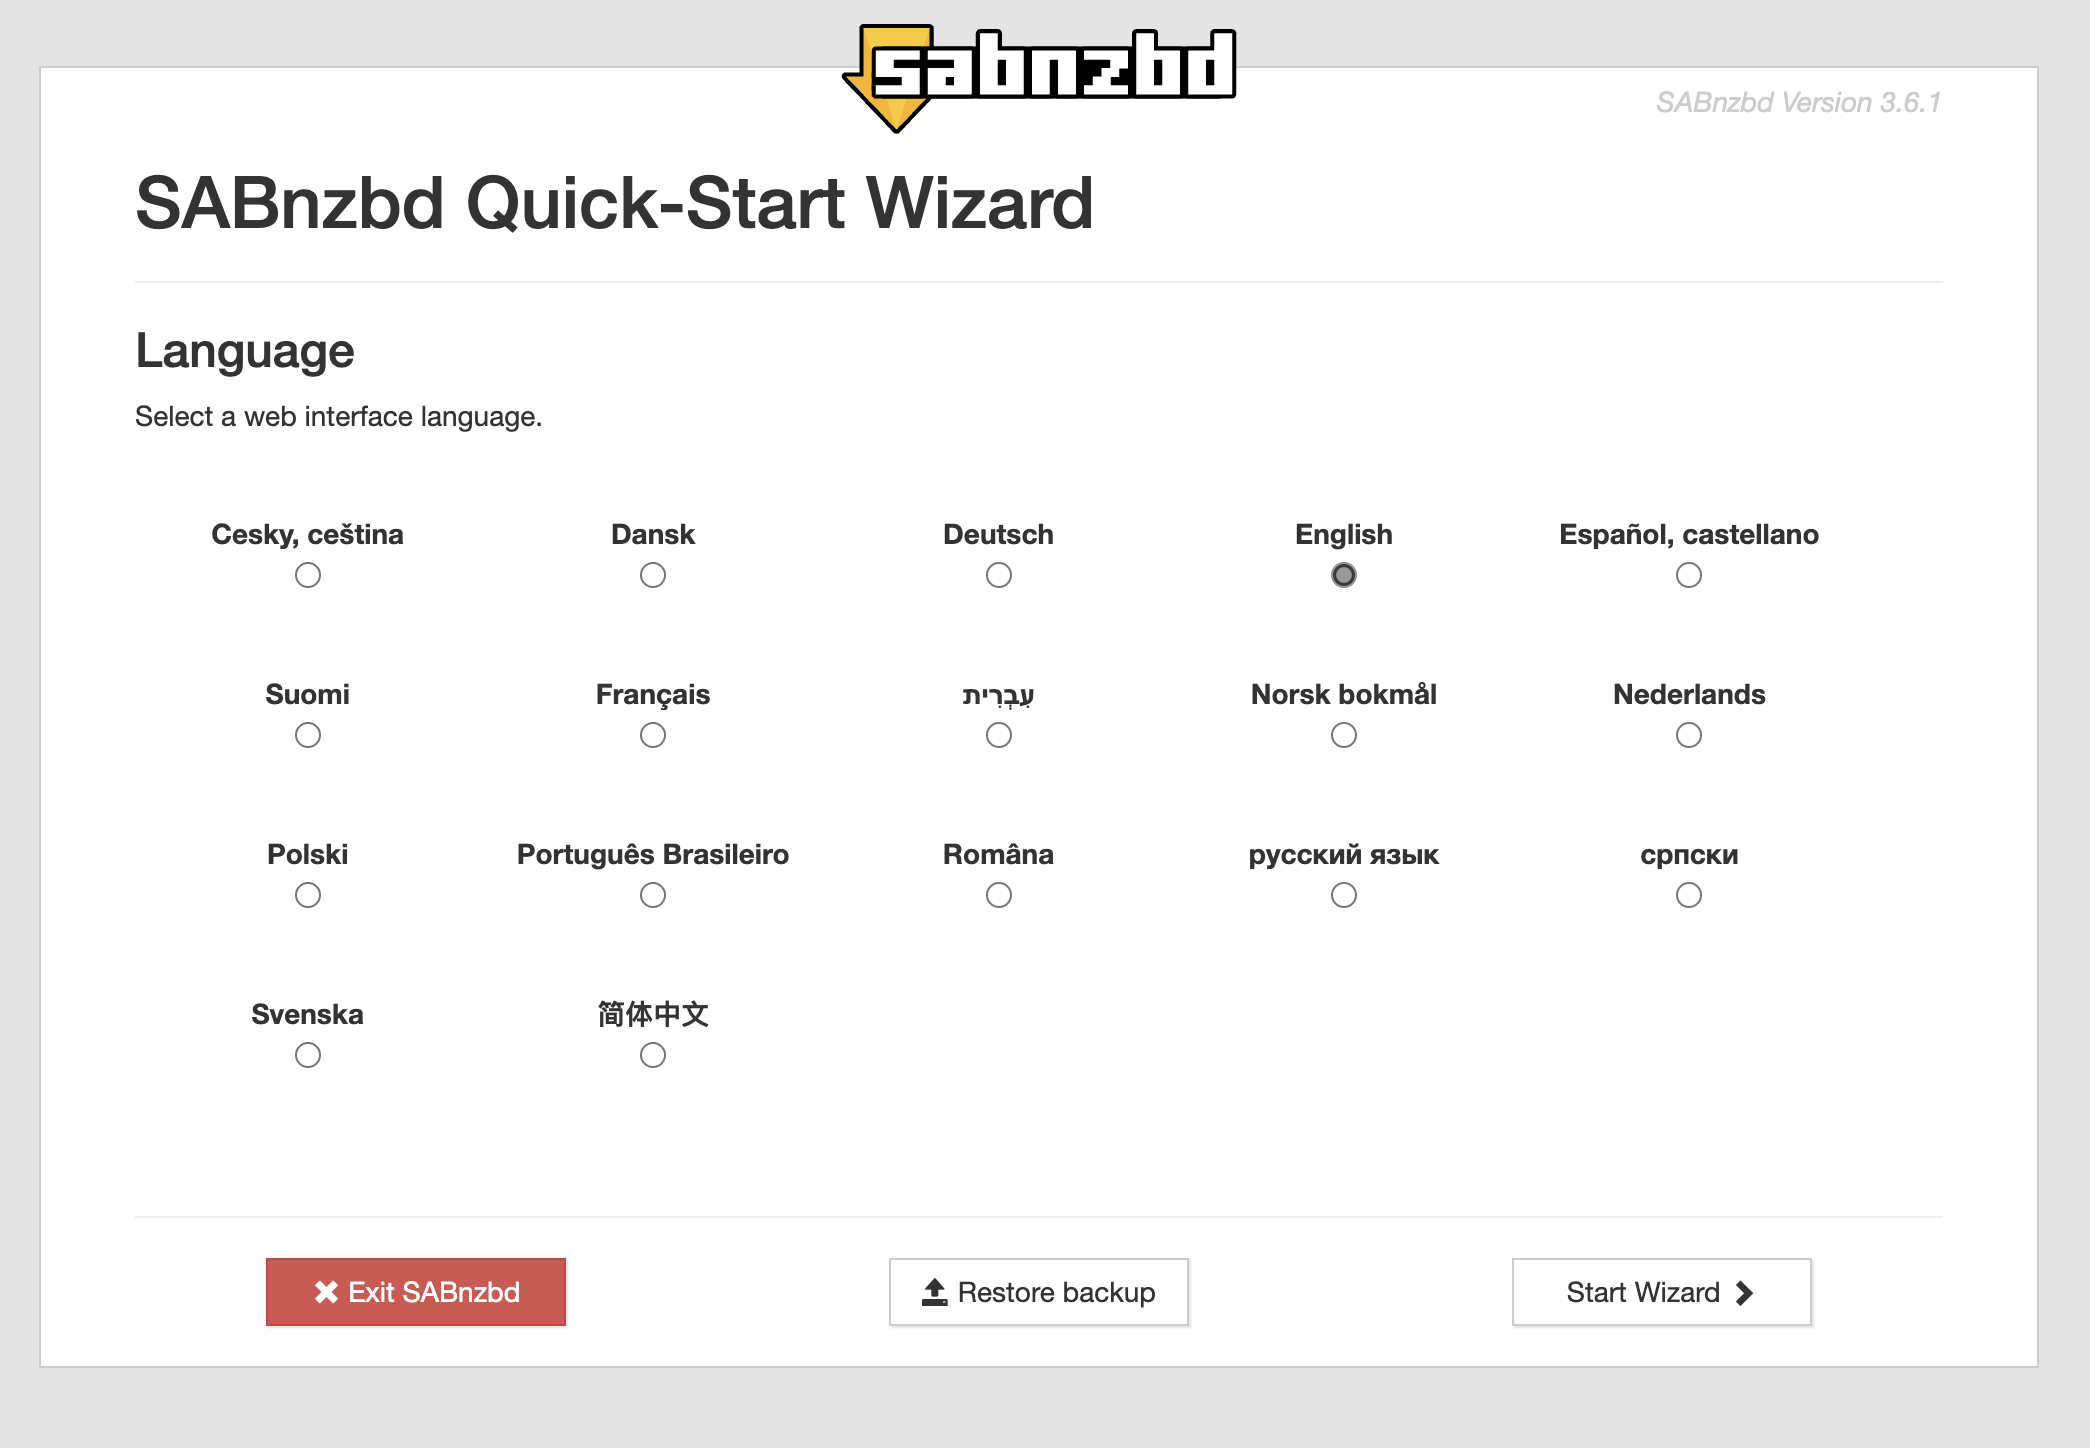 sabnzbd
SABnzbd Version 3.6.1
SABnzbd Quick-Start Wizard
Language
Select a web interface language.
Cesky, ceština
Dansk
Deutsch
English
Español, castellano
Suomi
Français
עִבְרִית
Norsk bokmål
Nederlands
Polski
Português Brasileiro
Româna
русский язык
српски
Svenska
简体中文
Exit SABnzbd
Restore backup
Start Wizard